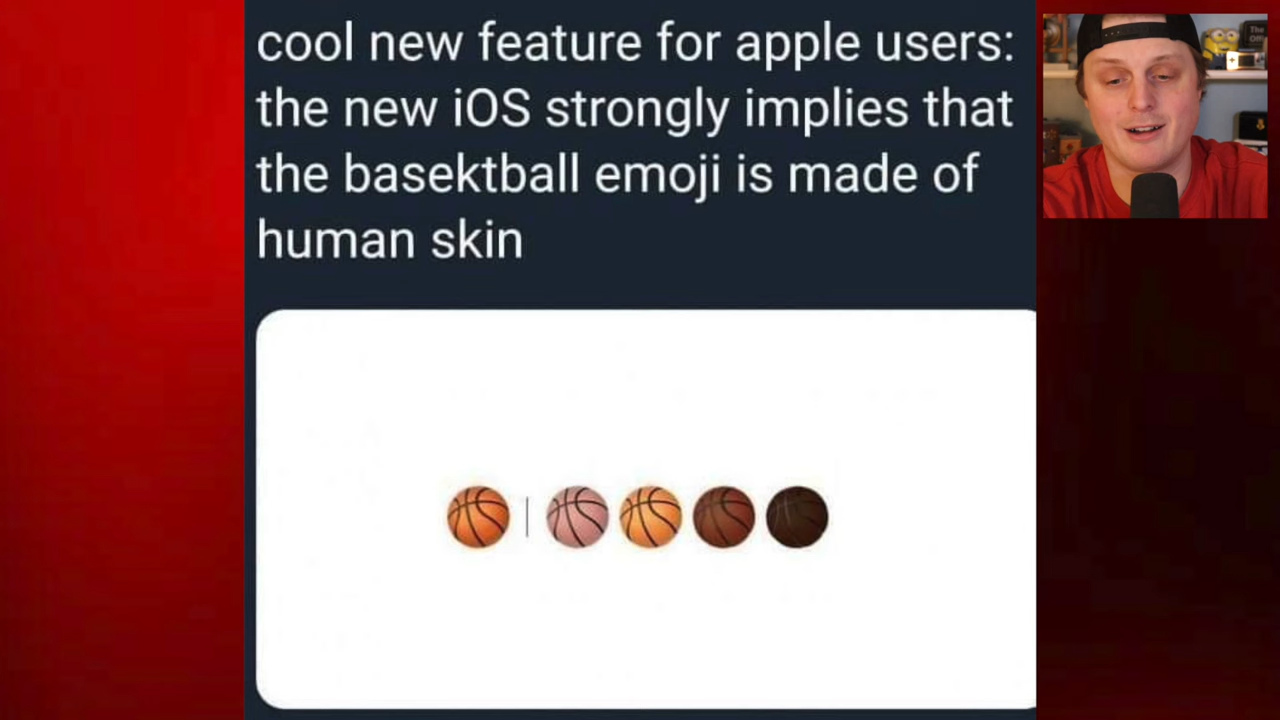 cool new feature for apple users:
the new iOS strongly implies that
the basektball emoji is made of
human skin